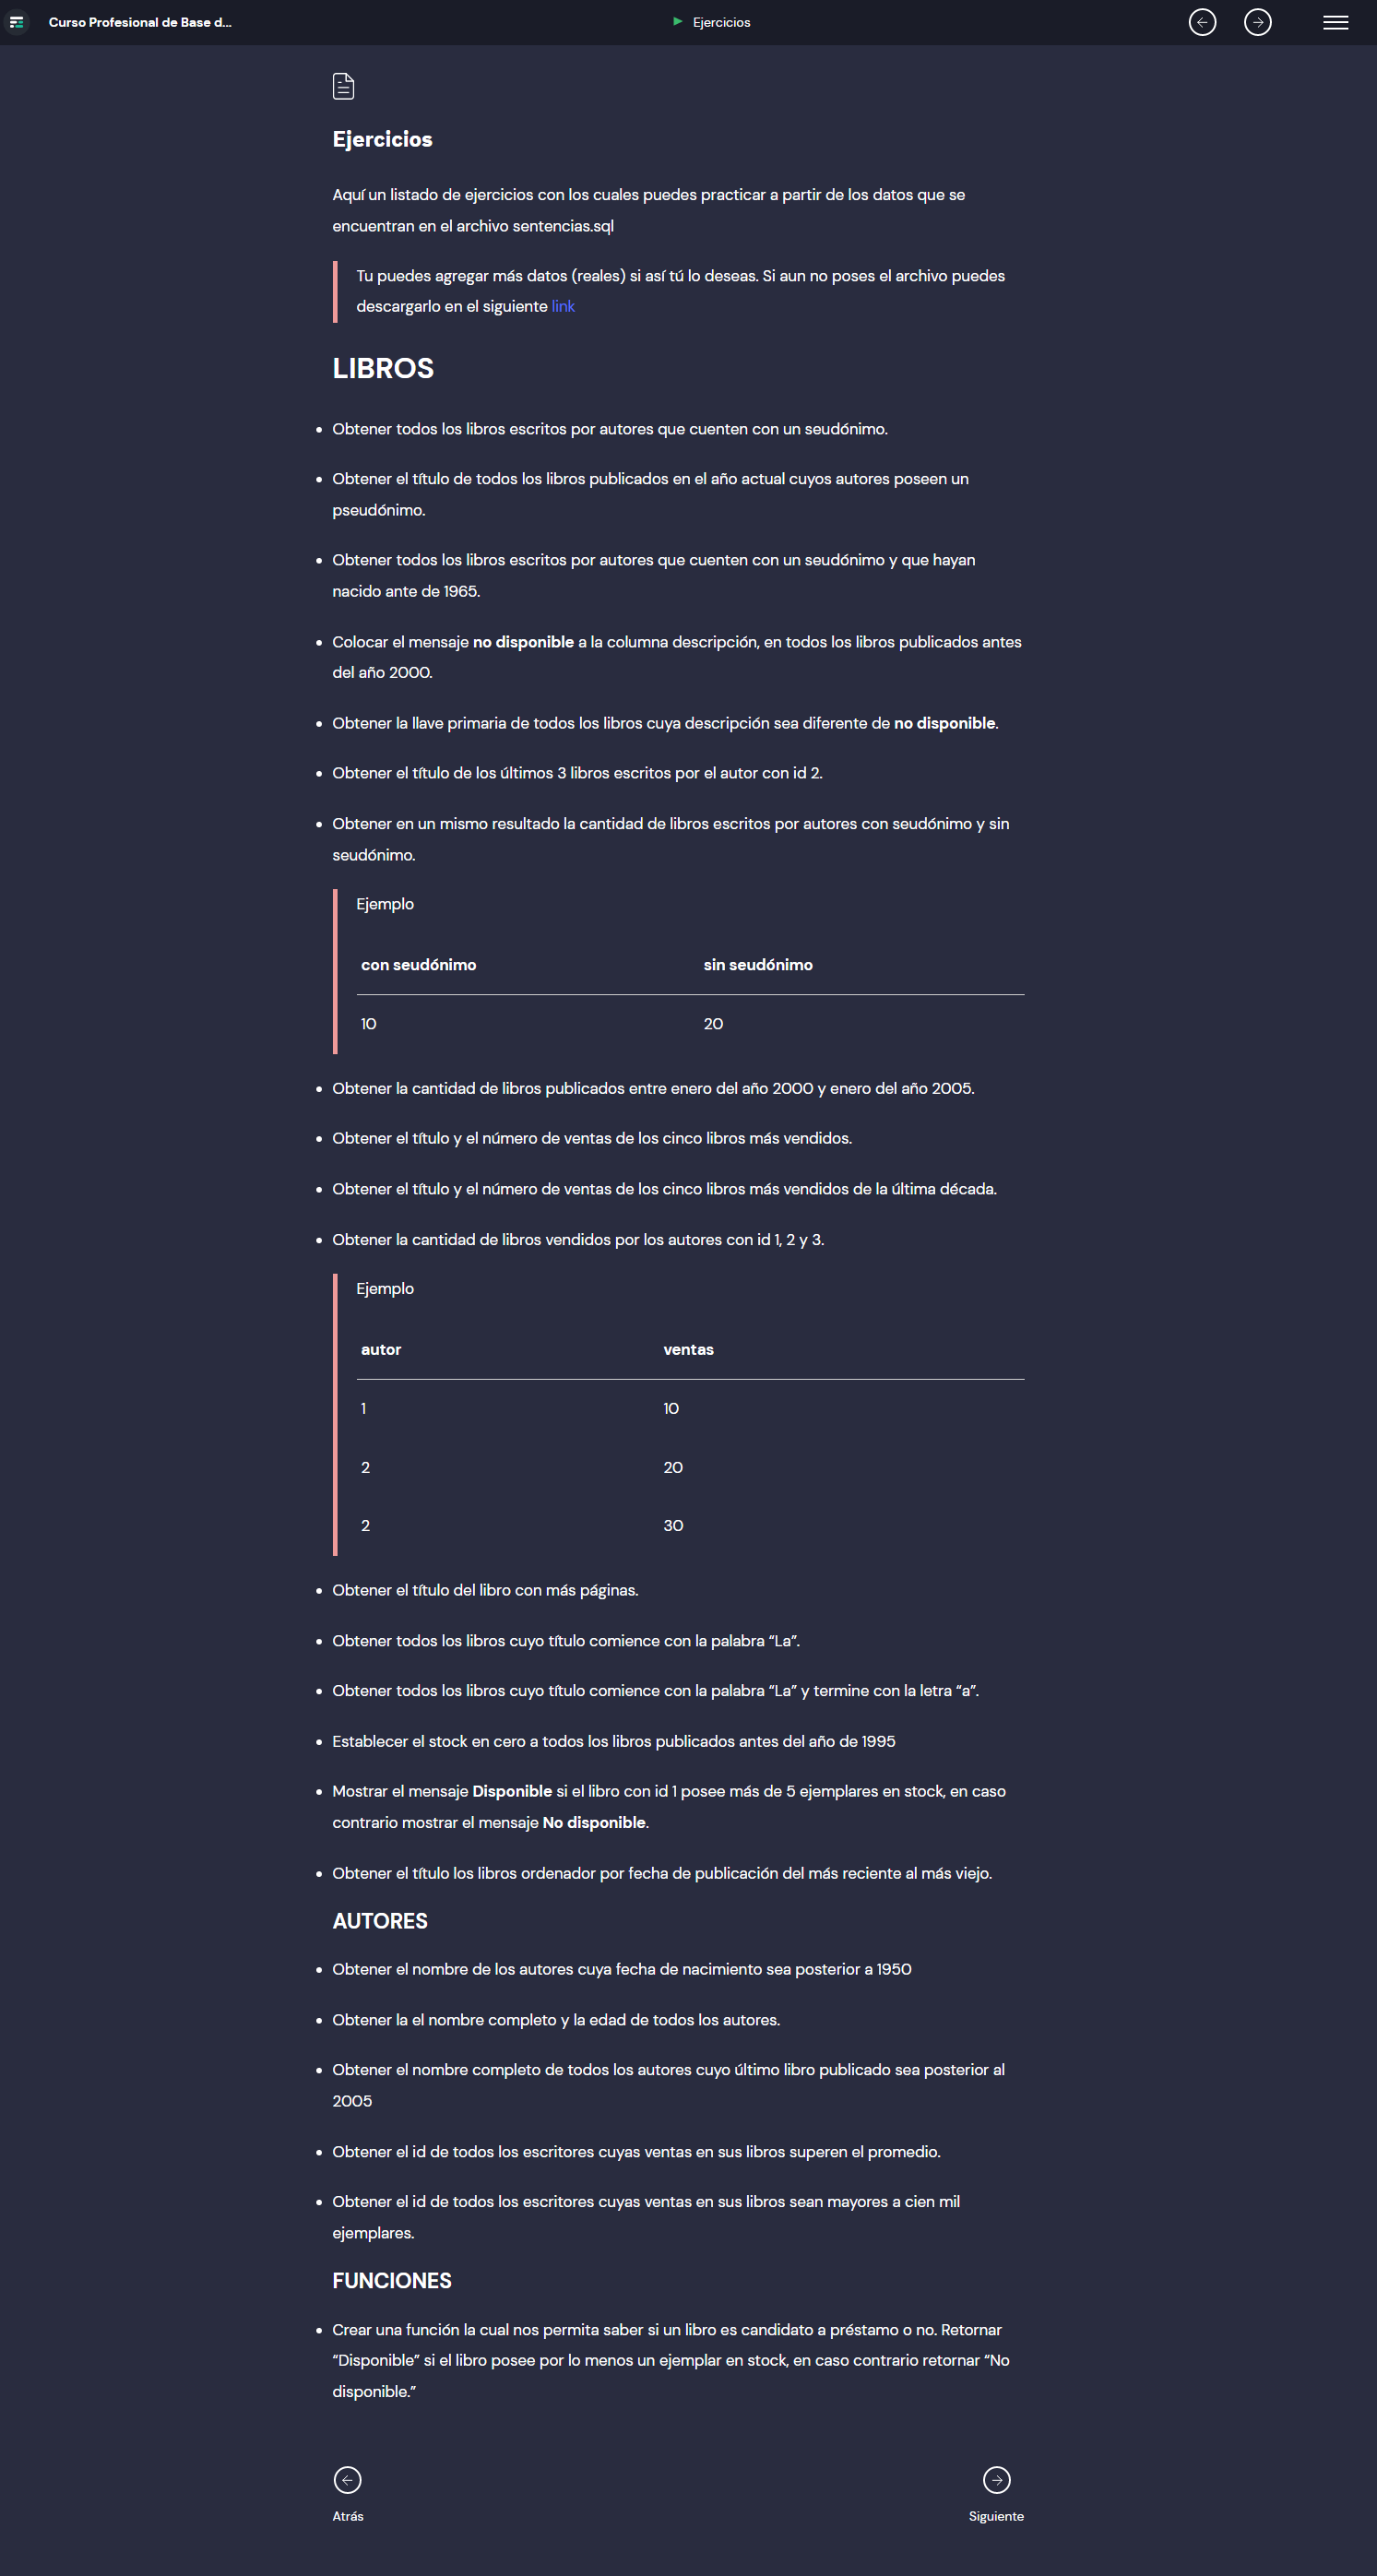 Curso Profesional de Base d...
Ejercicios
Ejercicios
Aquí un listado de ejercicios con los cuales puedes practicar a partir de los datos que se
encuentran en el archivo sentencias.sql
Tu puedes agregar más datos (reales) si así tú lo deseas. Si aun no poses el archivo puedes
descargarlo en el siguiente link
LIBROS
• Obtener todos los libros escritos por autores que cuenten con un seudónimo.
• Obtener el título de todos los libros publicados en el año actual cuyos autores poseen un
pseudónimo.
• Obtener todos los libros escritos por autores que cuenten con un seudónimo y que hayan
nacido ante de 1965.
• Colocar el mensaje no disponible a la columna descripción, en todos los libros publicados antes
del año 2000.
• Obtener la llave primaria de todos los libros cuya descripción sea diferente de no disponible.
• Obtener el título de los últimos 3 libros escritos por el autor con id 2.
• Obtener en un mismo resultado la cantidad de libros escritos por autores con seudónimo y sin
seudónimo.
Ejemplo
con seudónimo sin seudónimo
10 20
• Obtener la cantidad de libros publicados entre enero del año 2000 y enero del año 2005.
• Obtener el título y el número de ventas de los cinco libros más vendidos.
• Obtener el título y el número de ventas de los cinco libros más vendidos de la última década.
• Obtener la cantidad de libros vendidos por los autores con id 1, 2 y 3.
Ejemplo
autor ventas
1 10
2 20
2 30
• Obtener el título del libro con más páginas.
• Obtener todos los libros cuyo título comience con la palabra “La”.
• Obtener todos los libros cuyo título comience con la palabra “La” y termine con la letra “a”.
• Establecer el stock en cero a todos los libros publicados antes del año de 1995
• Mostrar el mensaje Disponible si el libro con id 1 posee más de 5 ejemplares en stock, en caso
contrario mostrar el mensaje No disponible.
• Obtener el título los libros ordenador por fecha de publicación del más reciente al más viejo.
AUTORES
• Obtener el nombre de los autores cuya fecha de nacimiento sea posterior a 1950
• Obtener la el nombre completo y la edad de todos los autores.
• Obtener el nombre completo de todos los autores cuyo último libro publicado sea posterior al
2005
• Obtener el id de todos los escritores cuyas ventas en sus libros superen el promedio.
• Obtener el id de todos los escritores cuyas ventas en sus libros sean mayores a cien mil
ejemplares.
FUNCIONES
• Crear una función la cual nos permita saber si un libro es candidato a préstamo o no. Retornar
“Disponible” si el libro posee por lo menos un ejemplar en stock, en caso contrario retornar “No
disponible.”
Atrás Siguiente